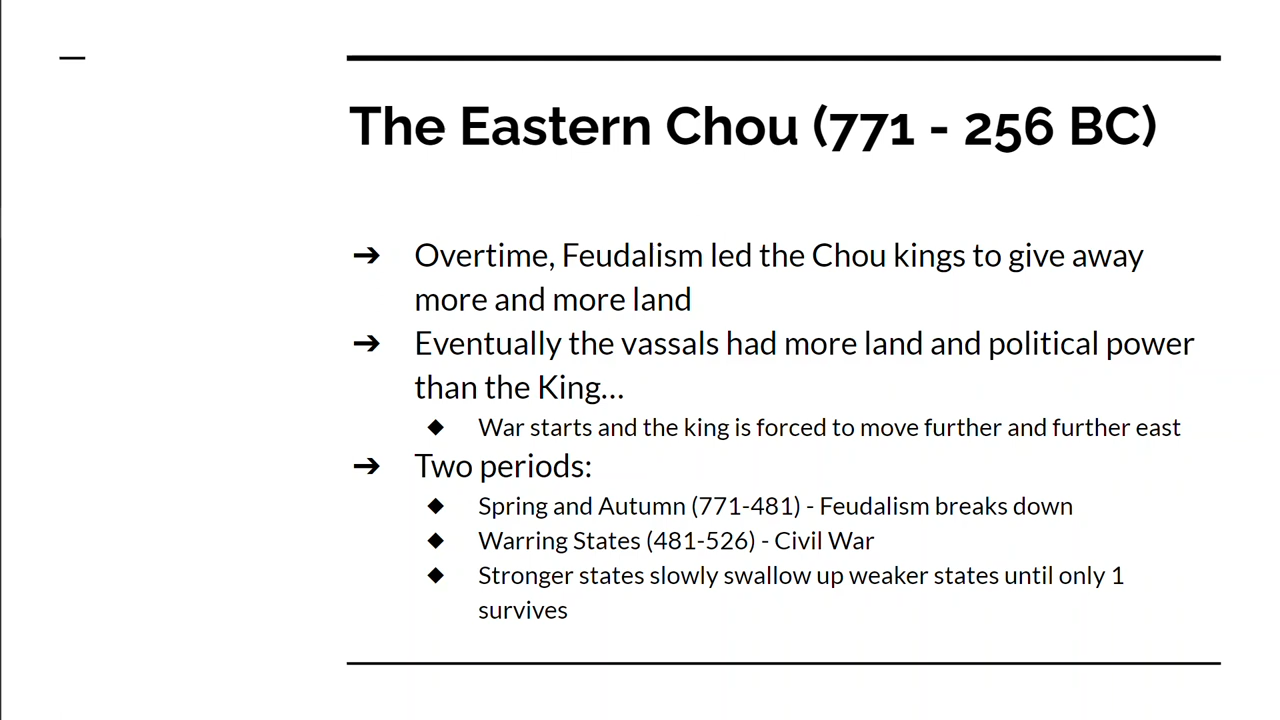 The Eastern Chou (771 - 256 BC)
➔ Overtime, Feudalism led the Chou kings to give away
more and more land
➔ Eventually the vassals had more land and political power
than the King...
◆ War starts and the king is forced to move further and further east
➔ Two periods:
◆ Spring and Autumn (771-481) - Feudalism breaks down
◆ Warring States (481-526) - Civil War
◆ Stronger states slowly swallow up weaker states until only 1
survives